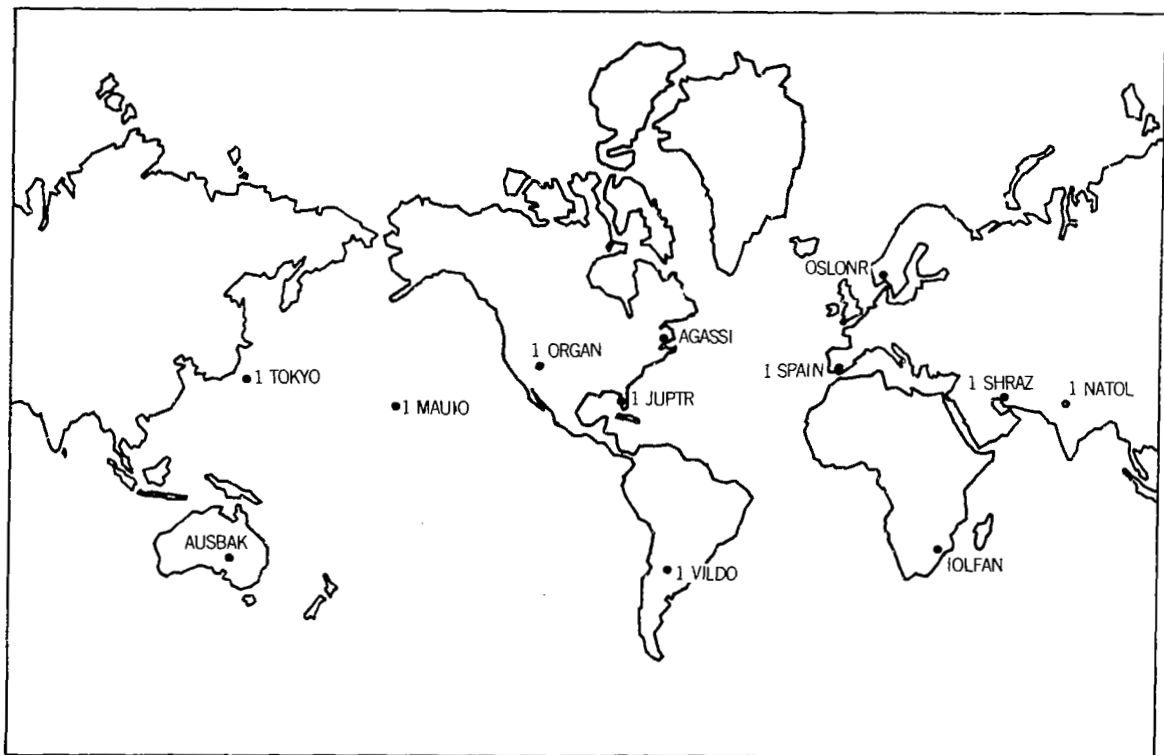 OSLONR
AGASSI
1 ORGAN
1 SPAIN
1 TOKYO
1 SHRAZ
1 NATOL
1 JUPTR
1 MAUIO
AUSBAK
IOLFAN
1 VILDO